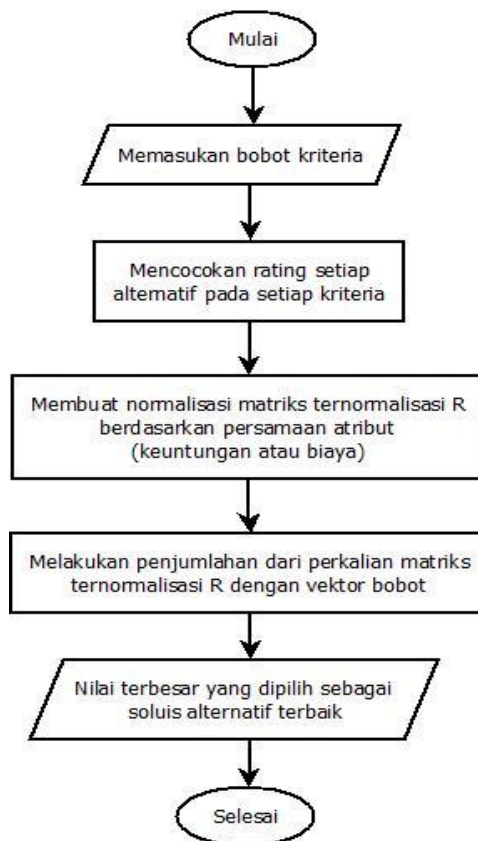 Mulai
Memasukan bobot kriteria
Mencocokan rating setiap
alternatif pada setiap kriteria
Membuat normalisasi matriks ternormalisasi R
berdasarkan persamaan atribut
(keuntungan atau biaya)
Melakukan penjumlahan dari perkalian matriks
ternormalisasi R dengan vektor bobot
Nilai terbesar yang dipilih sebagai
soluis alternatif terbaik
Selesai